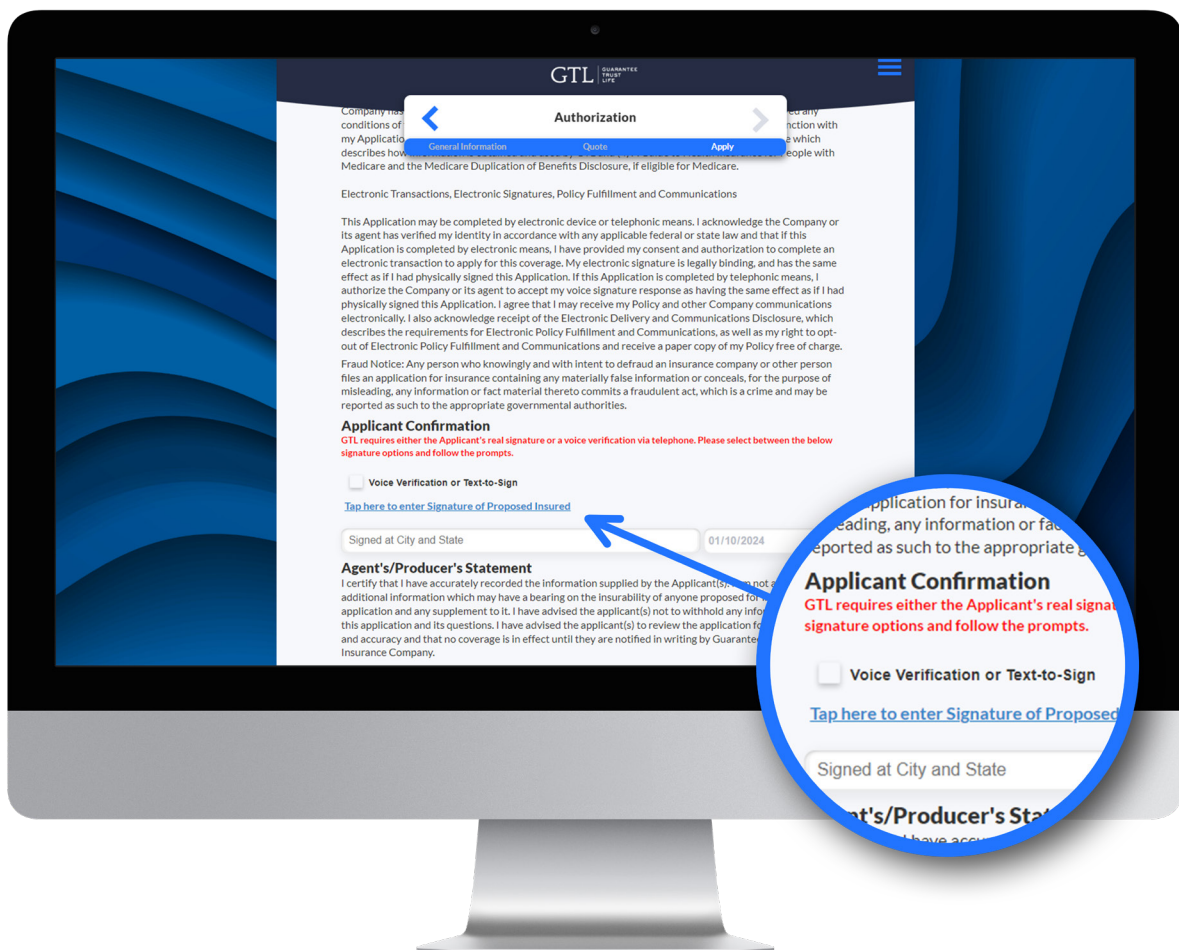 GTL GUARANTEE
TRUST
LIFE
Company has
Authorization
conditions of
nction with
my Applicatio
e which
General Information Quote Apply
describes how
eople with
Medicare and the Medicare Duplication of Benefits Disclosure, if eligible for Medicare.
Electronic Transactions, Electronic Signatures, Policy Fulfillment and Communications
This Application may be completed by electronic device or telephonic means. I acknowledge the Company or
its agent has verified my identity in accordance with any applicable federal or state law and that if this
Application is completed by electronic means, I have provided my consent and authorization to complete an
electronic transaction to apply for this coverage. My electronic signature is legally binding, and has the same
effect as if I had physically signed this Application. If this Application is completed by telephonic means, I
authorize the Company or its agent to accept my voice signature response as having the same effect as if I had
physically signed this Application. I agree that I may receive my Policy and other Company communications
electronically. I also acknowledge receipt of the Electronic Delivery and Communications Disclosure, which
describes the requirements for Electronic Policy Fulfillment and Communications, as well as my right to opt-
out of Electronic Policy Fulfillment and Communications and receive a paper copy of my Policy free of charge.
Fraud Notice: Any person who knowingly and with intent to defraud an insurance company or other person
files an application for insurance containing any materially false information or conceals, for the purpose of
misleading, any information or fact material thereto commits a fraudulent act, which is a crime and may be
reported as such to the appropriate governmental authorities.
Applicant Confirmation
GTL requires either the Applicant's real signature or a voice verification via telephone. Please select between the below
signature options and follow the prompts.
Voice Verification or Text-to-Sign
Tap here to enter Signature of Proposed Insured
Signed at City and State 01/10/2024
Agent's/Producer's Statement
I certify that I have accurately recorded the information supplied by the Applicant(s). not a
additional information which may have a bearing on the insurability of anyone proposed for
application and any supplement to it. I have advised the applicant(s) not to withhold any info
this application and its questions. I have advised the applicant(s) to review the application fo
and accuracy and that no coverage is in effect until they are notified in writing by Guarantee
Insurance Company.
pplication for insura
eading, any information or fac
eported as such to the appropriate g
Applicant Confirmation
GTL requires either the Applicant's real signat
signature options and follow the prompts.
Voice Verification or Text-to-Sign
Tap here to enter Signature of Proposed
Signed at City and State
nt's/Producer's Sta
have accu